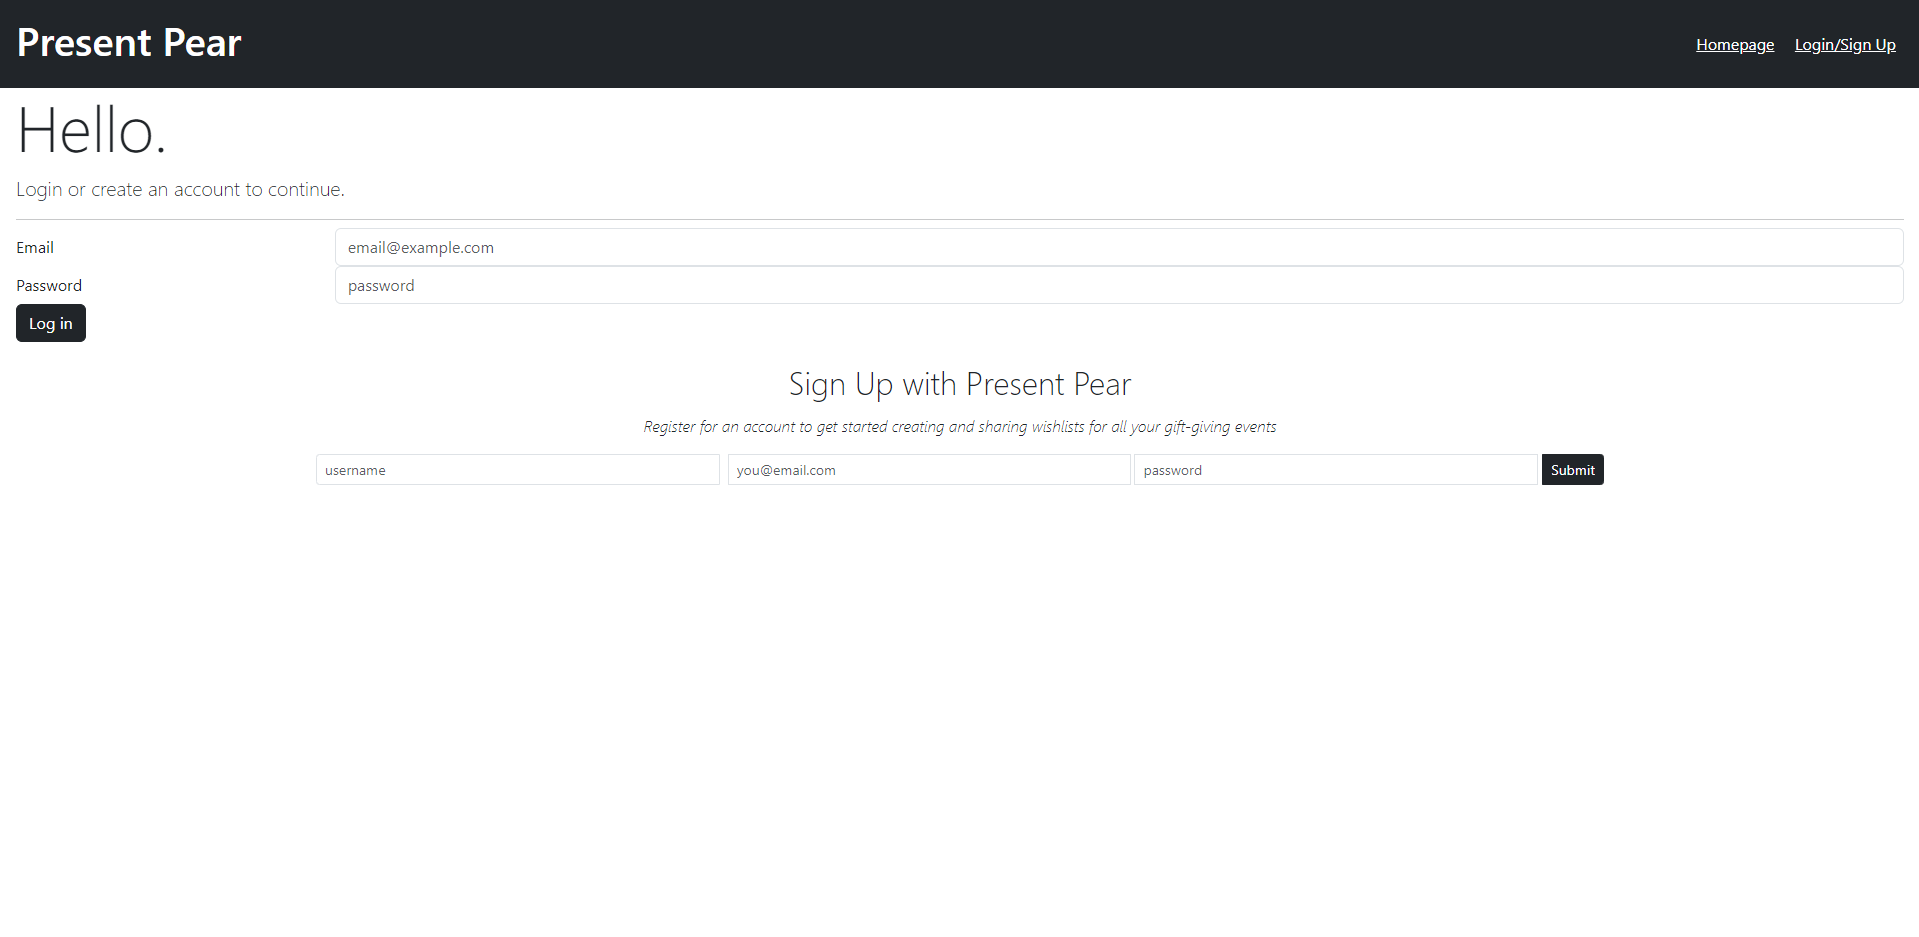 Present Pear
Homepage Login/Sign Up
Hello.
Login or create an account to continue.
Email email@example.com
Password password
Log in
Sign Up with Present Pear
Register for an account to get started creating and sharing wishlists for all your gift-giving events
username you@email.com password Submit